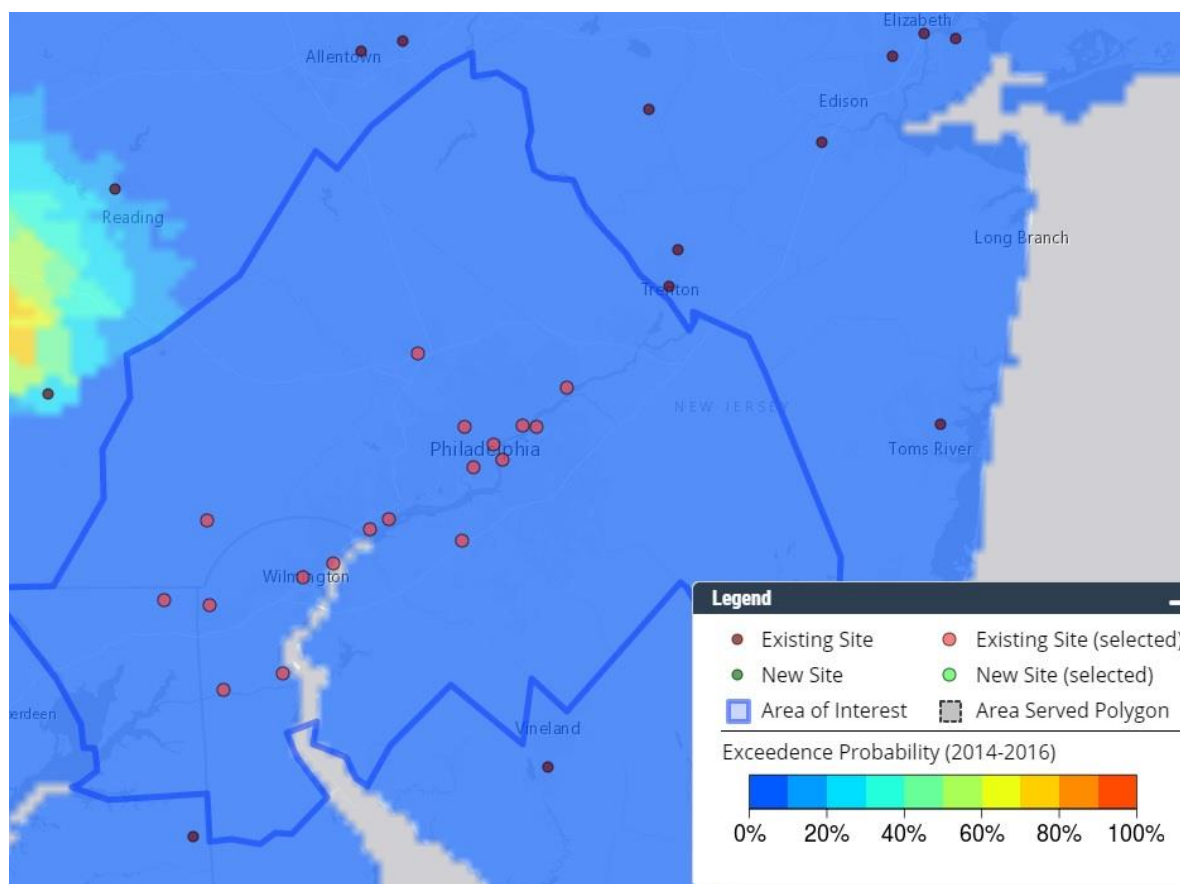 Elizabeth
Allentown
Edison
Reading
Long Branch
Trenton
NEW JERSEY
Philadelphia
Toms River
Wilmington
erdeen
Vineland
Legend
Existing Site
Existing Site (selected)
New Site
New Site (selected)
Area of Interest
Area Served Polygon
Exceedence Probability (2014-2016)
0% 20% 40% 60% 80% 100%